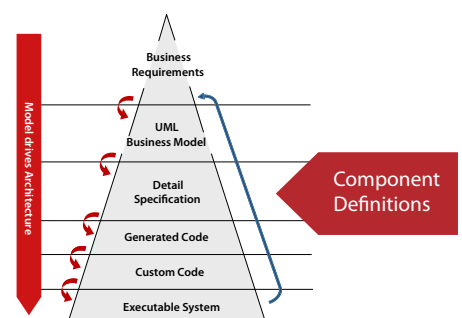 Business
Requirements
UML
Business Model
Detail
Specification
Generated Code
Custom Code
Executable System
Model drives Architecture
Component
Definitions